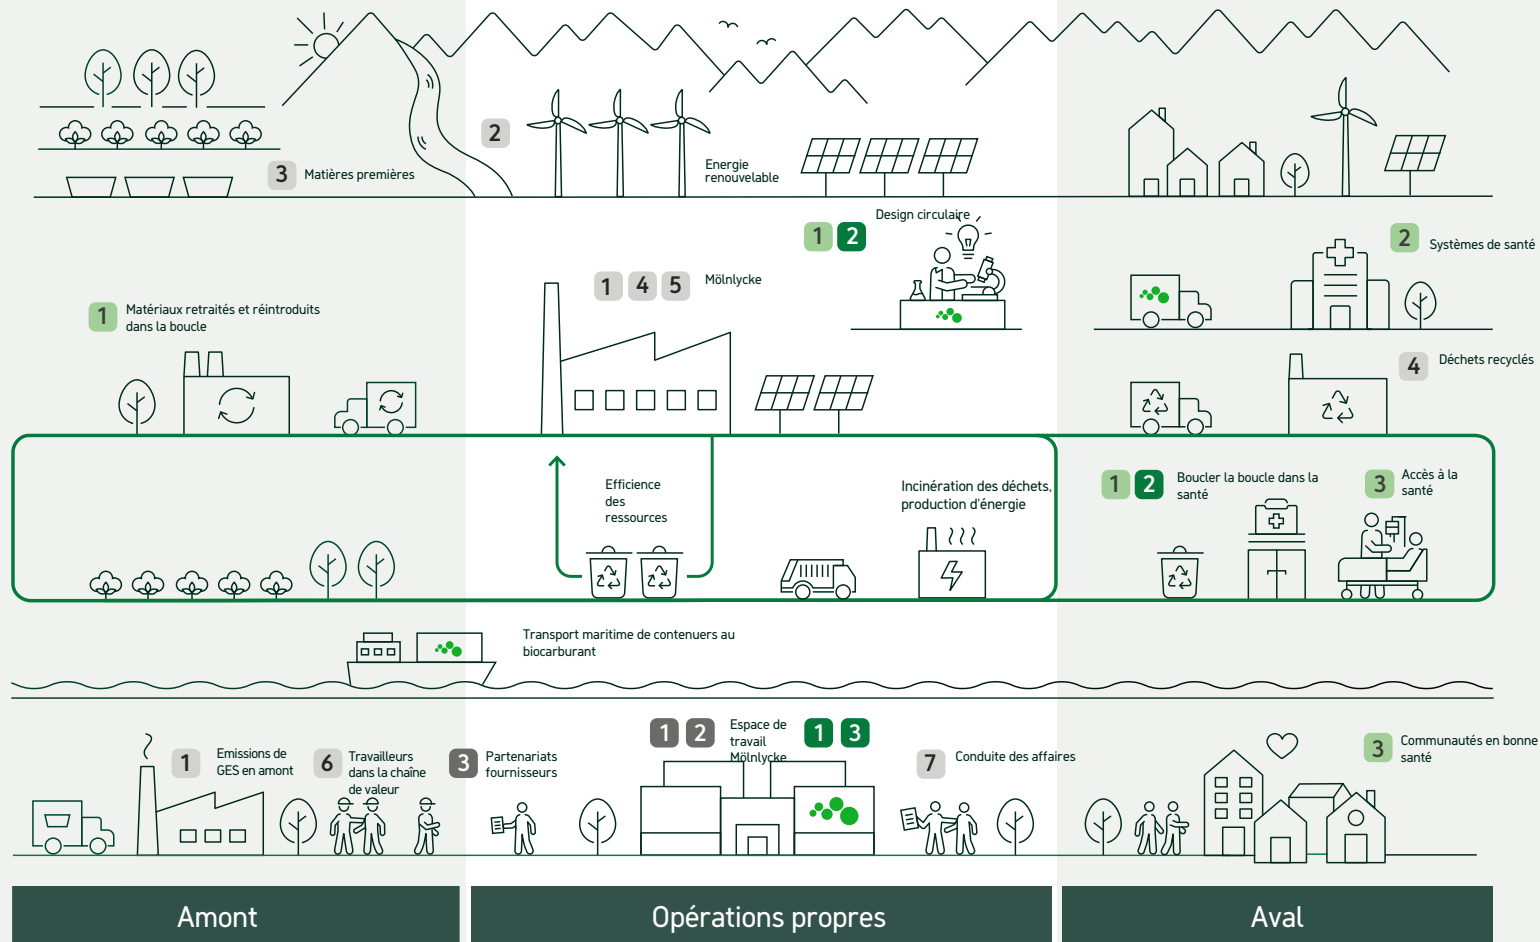 2
3 Matières premières
Energie
renouvelable
Design circulaire
1 2
2 Systèmes de santé
1 4 5 Mölnlycke
1 Matériaux retraités et réintroduits
dans la boucle
4 Déchets recyclés
Efficience
des
ressources
Incinération des déchets,
production d'énergie
1 2 Boucler la boucle dans la
santé
3 Accès à la
santé
Transport maritime de contenuers au
biocarburant
1 Emissions de
GES en amont
6 Travailleurs
dans la chaîne
de valeur
3 Partenariats
fournisseurs
1 2 Espace de
travail
Mölnlycke
1 3
7 Conduite des affaires
3 Communautés en bonne
santé
Amont
Opérations propres
Aval